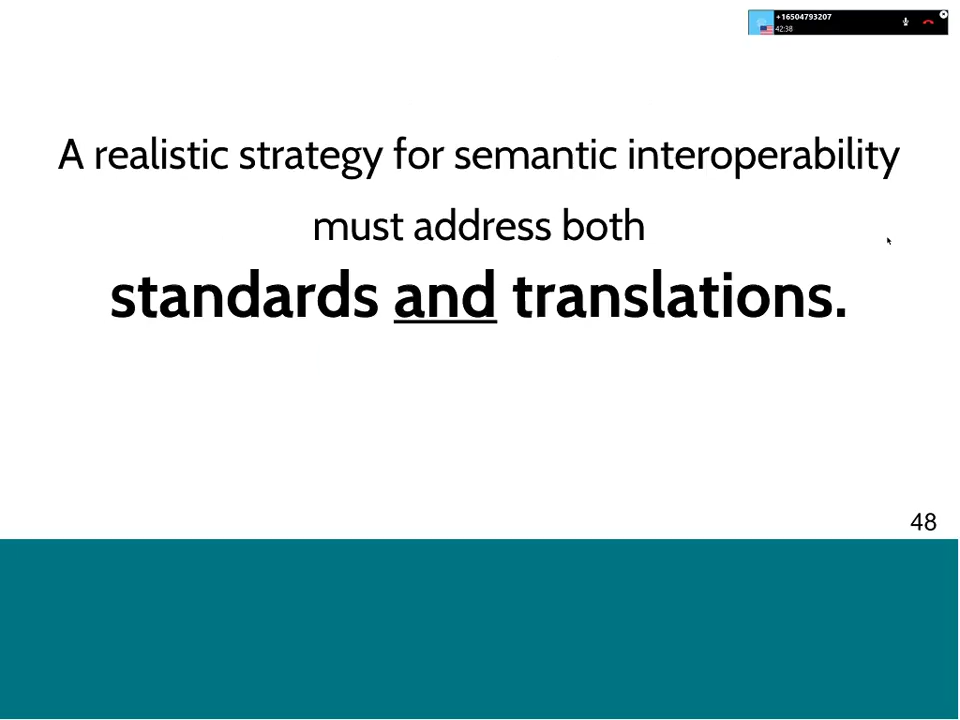 +16504793207
42:38
A realistic strategy for semantic interoperability
must address both
standards and translations.
48